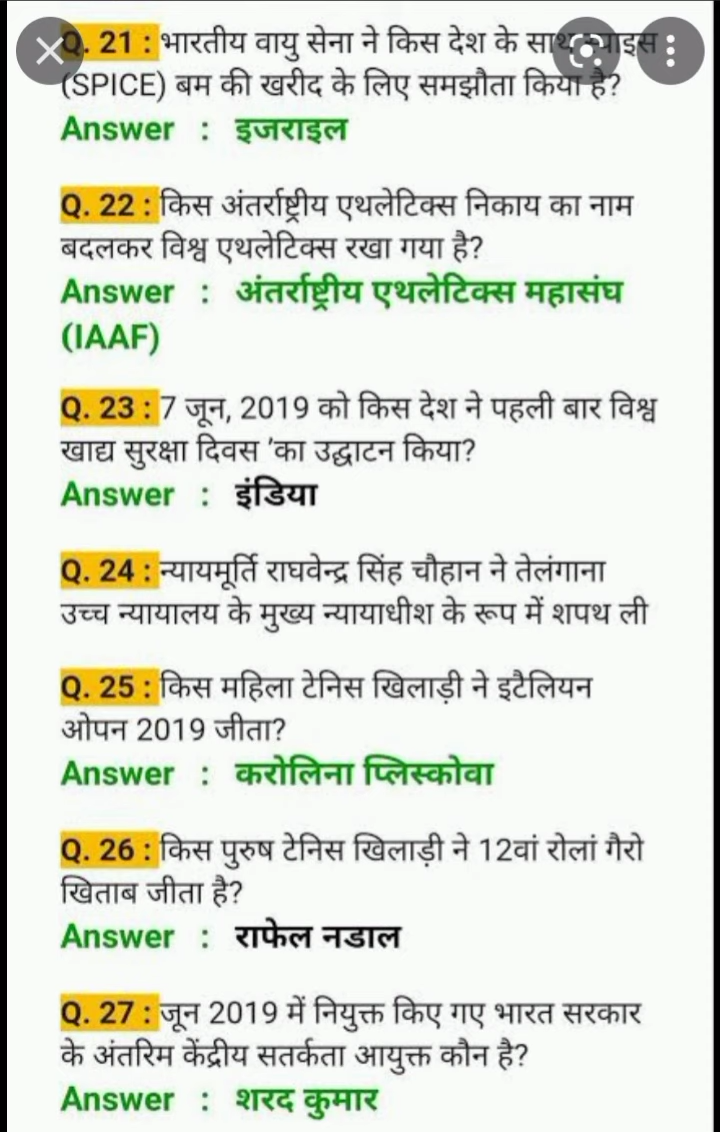 Q. 21 : भारतीय वायु सेना ने किस देश के साथ
(SPICE) बम की खरीद के लिए समझौता किया है?
Answer : इजराइल
Q. 22 : किस अंतर्राष्ट्रीय एथलेटिक्स निकाय का नाम
बदलकर विश्व एथलेटिक्स रखा गया है?
Answer : अंतर्राष्ट्रीय एथलेटिक्स महासंघ
(IAAF)
Q. 23 : 7 जून, 2019 को किस देश ने पहली बार विश्व
खाद्य सुरक्षा दिवस 'का उद्घाटन किया?
Answer : इंडिया
Q. 24 : न्यायमूर्ति राघवेन्द्र सिंह चौहान ने तेलंगाना
उच्च न्यायालय के मुख्य न्यायाधीश के रूप में शपथ ली
Q. 25 : किस महिला टेनिस खिलाड़ी ने इटैलियन
ओपन 2019 जीता?
Answer : करोलिना प्लिस्कोवा
Q. 26 : किस पुरुष टेनिस खिलाड़ी ने 12वां रोलां गैरो
खिताब जीता है?
Answer : राफेल नडाल
Q. 27 : जून 2019 में नियुक्त किए गए भारत सरकार
के अंतरिम केंद्रीय सतर्कता आयुक्त कौन है?
Answer : शरद कुमार